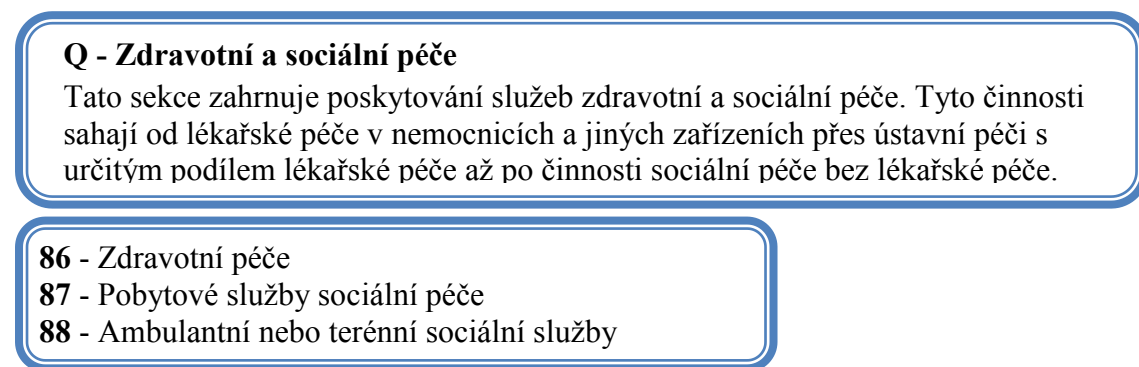 Q - Zdravotní a sociální péče
Tato sekce zahrnuje poskytování služeb zdravotní a sociální péče. Tyto činnosti
sahají od lékařské péče v nemocnicích a jiných zařízeních přes ústavní péči s
určitým podílem lékařské péče až po činnosti sociální péče bez lékařské péče.
86 - Zdravotní péče
87 - Pobytové služby sociální péče
88 - Ambulantní nebo terénní sociální služby